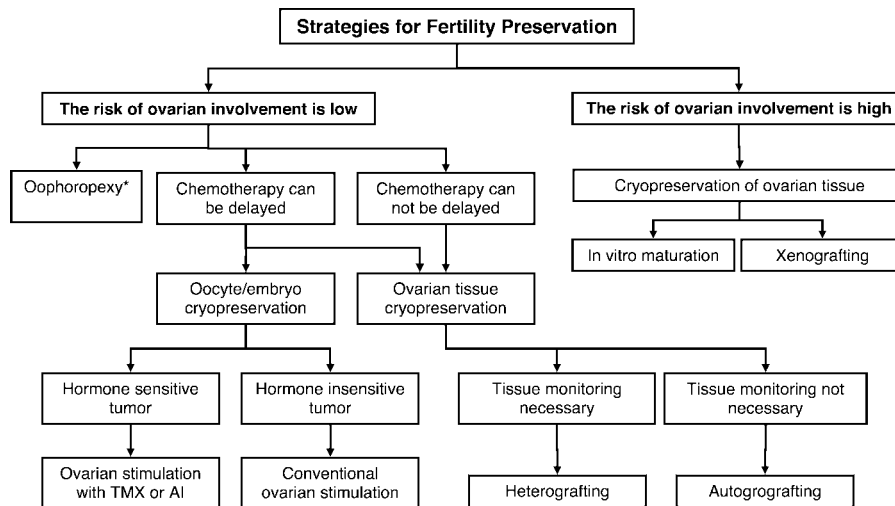 Strategies for Fertility Preservation
The risk of ovarian involvement is low
The risk of ovarian involvement is high
Oophoropexy*
Chemotherapy can
be delayed
Chemotherapy can
not be delayed
Cryopreservation of ovarian tissue
In vitro maturation
Xenografting
Oocyte/embryo
cryopreservation
Ovarian tissue
cryopreservation
Hormone sensitive
tumor
Hormone insensitive
tumor
Tissue monitoring
necessary
Tissue monitoring not
necessary
Ovarian stimulation
with TMX or AI
Conventional
ovarian stimulation
Heterografting
Autogrografting